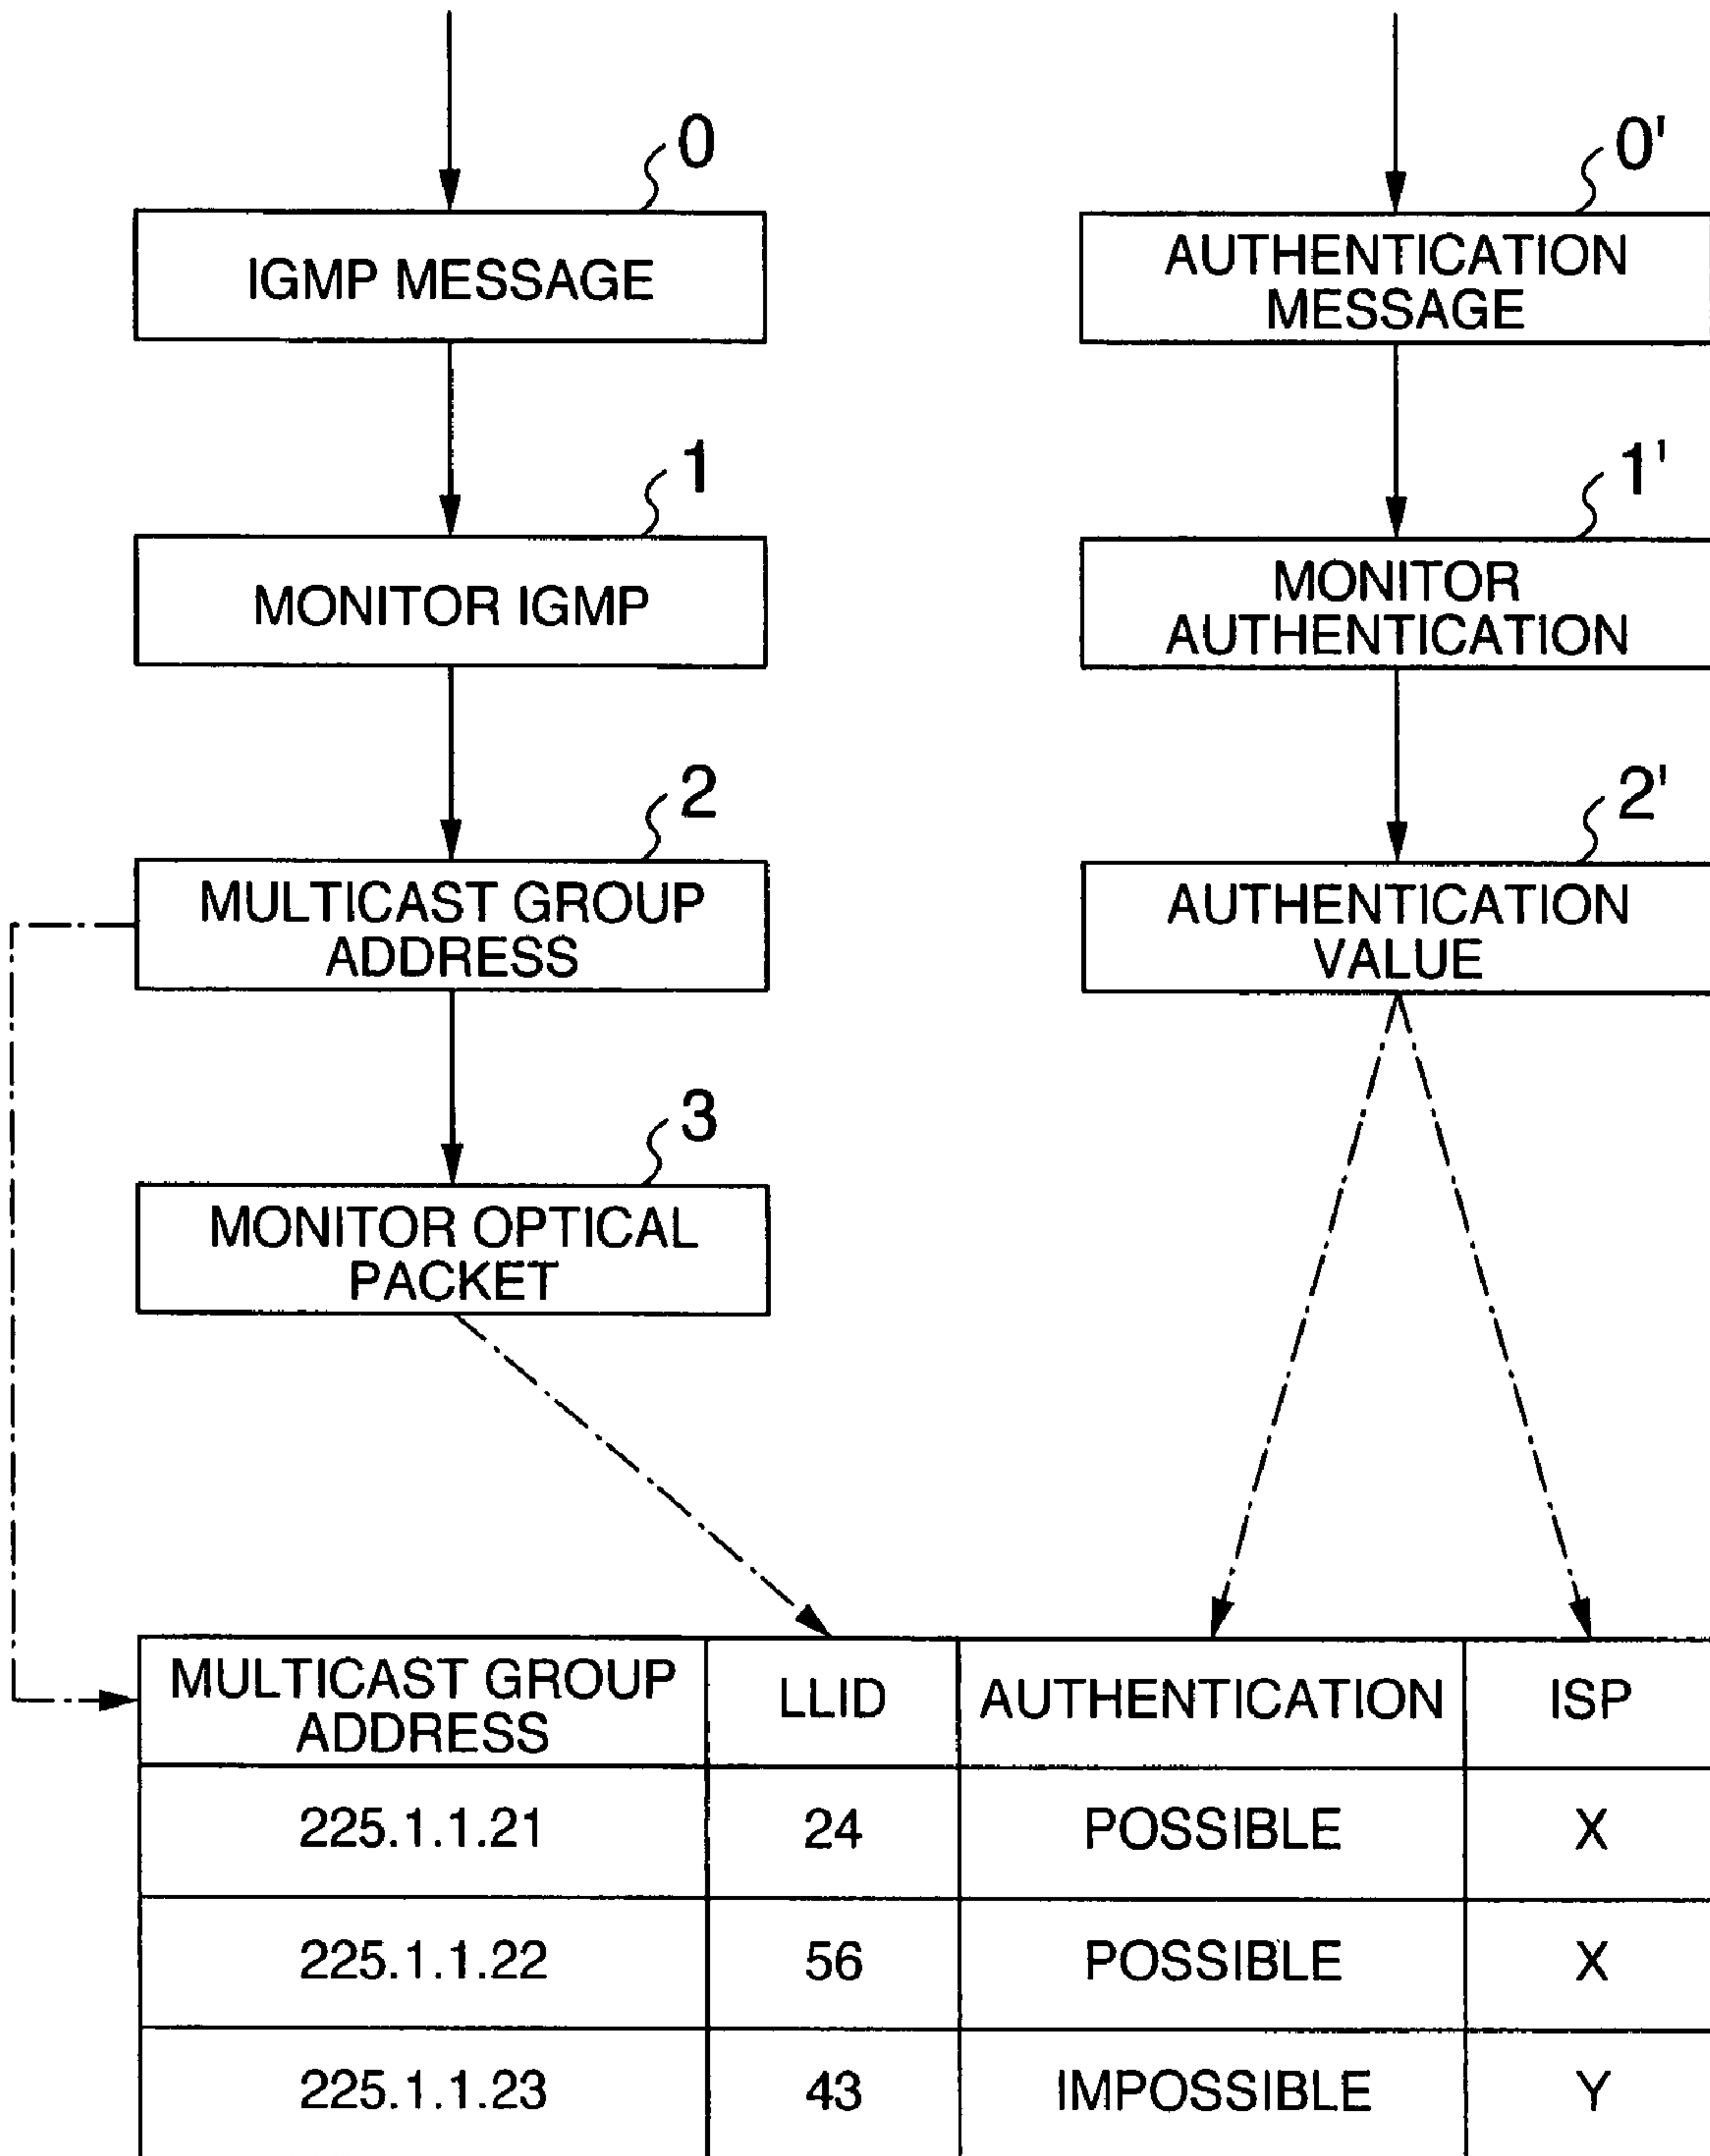 0
IGMP MESSAGE
0'
AUTHENTICATION
MESSAGE
1
MONITOR IGMP
1'
MONITOR
AUTHENTICATION
2
MULTICAST GROUP
ADDRESS
2'
AUTHENTICATION
VALUE
3
MONITOR OPTICAL
PACKET
MULTICAST GROUP
ADDRESS
LLID
AUTHENTICATION
ISP
225.1.1.21
24
POSSIBLE
X
225.1.1.22
56
POSSIBLE
X
225.1.1.23
43
IMPOSSIBLE
Y